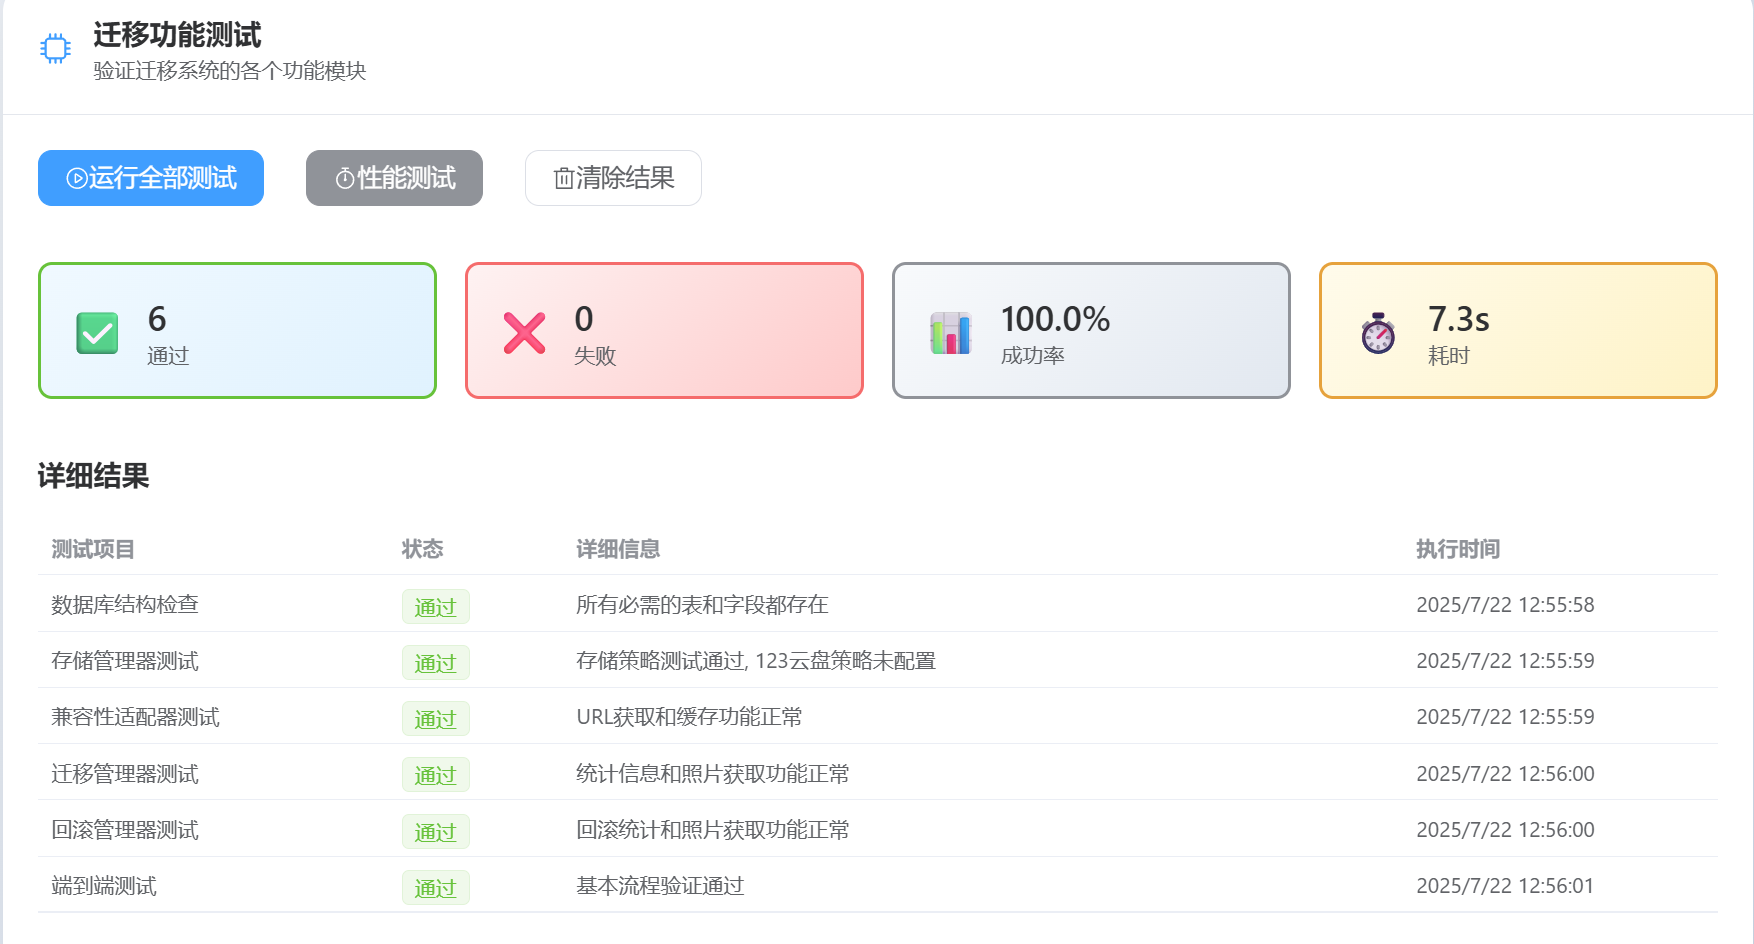 迁移功能测试
验证迁移系统的各个功能模块
运行全部测试 性能测试 清除结果
6
通过
0
失败
100.0%
成功率
7.3s
耗时
详细结果
测试项目 状态 详细信息 执行时间
数据库结构检查 通过 所有必需的表和字段都存在 2025/7/22 12:55:58
存储管理器测试 通过 存储策略测试通过, 123云盘策略未配置 2025/7/22 12:55:59
兼容性适配器测试 通过 URL获取和缓存功能正常 2025/7/22 12:55:59
迁移管理器测试 通过 统计信息和照片获取功能正常 2025/7/22 12:56:00
回滚管理器测试 通过 回滚统计和照片获取功能正常 2025/7/22 12:56:00
端到端测试 通过 基本流程验证通过 2025/7/22 12:56:01